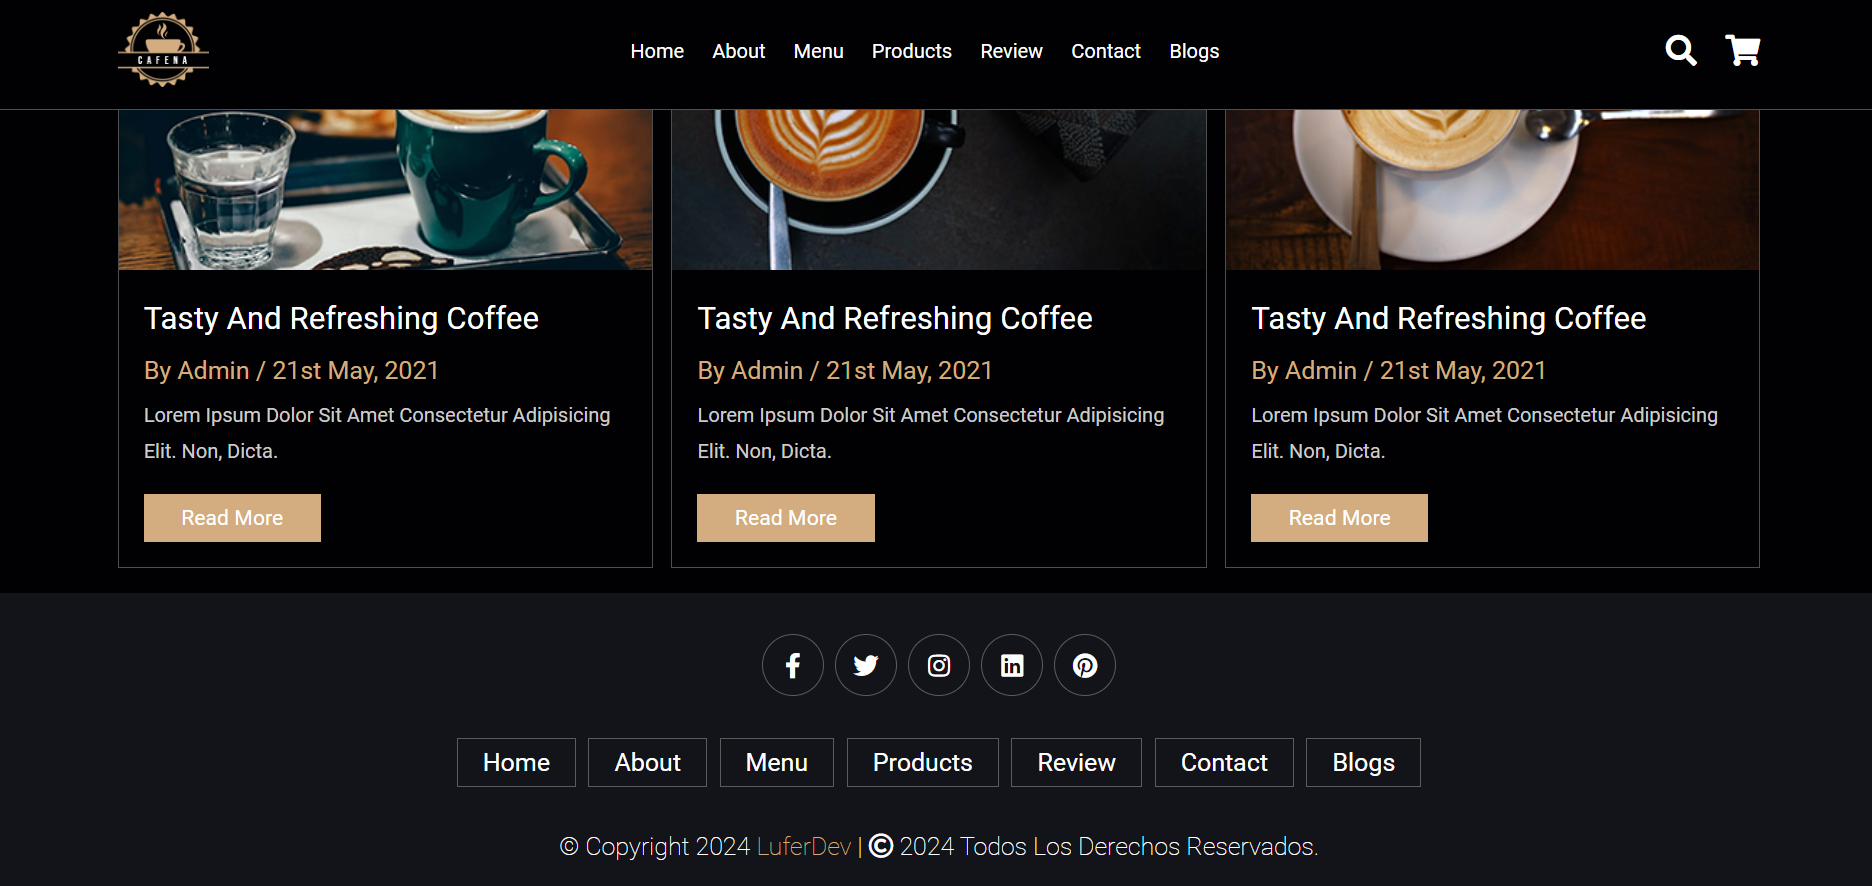 CAFENA
Home About Menu Products Review Contact Blogs
Tasty And Refreshing Coffee
By Admin / 21st May, 2021
Lorem Ipsum Dolor Sit Amet Consectetur Adipisicing
Elit. Non, Dicta.
Read More
Tasty And Refreshing Coffee
By Admin / 21st May, 2021
Lorem Ipsum Dolor Sit Amet Consectetur Adipisicing
Elit. Non, Dicta.
Read More
Tasty And Refreshing Coffee
By Admin / 21st May, 2021
Lorem Ipsum Dolor Sit Amet Consectetur Adipisicing
Elit. Non, Dicta.
Read More
Home About Menu Products Review Contact Blogs
© Copyright 2024 LuferDev | © 2024 Todos Los Derechos Reservados.